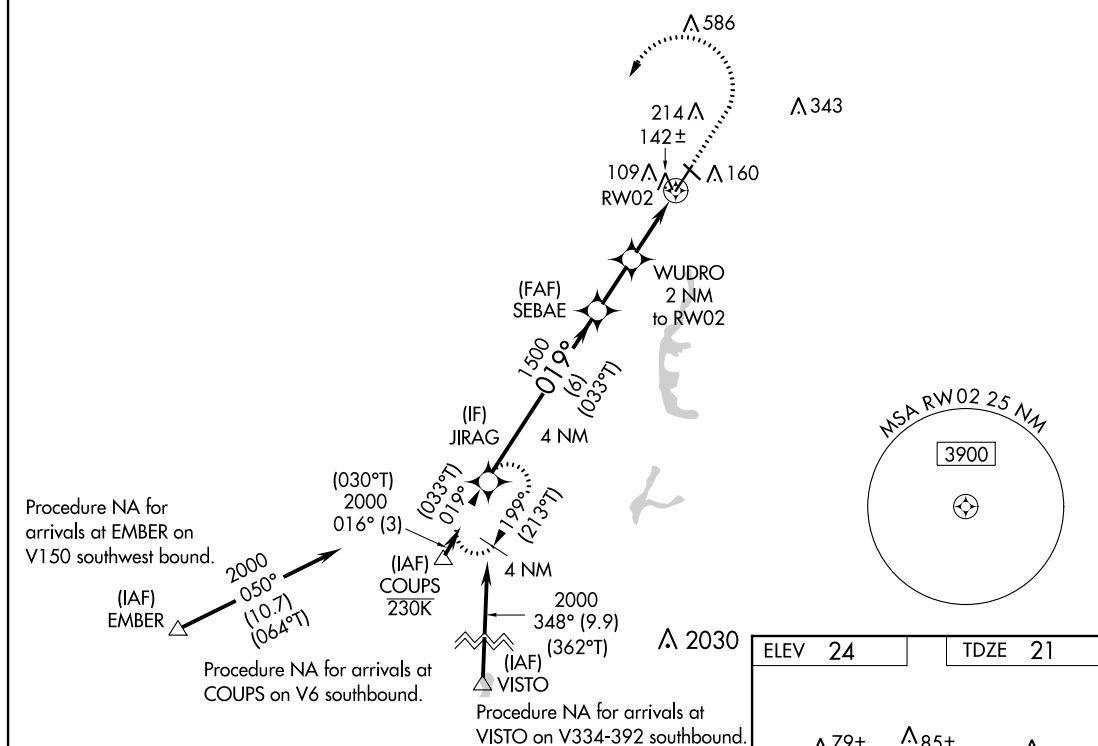 586
343
214
142±
109
160
RW02
WUDRO
2 NM
to RW02
(FAF)
SEBAE
1500
019°
(6)
(033°T)
(IF)
JIRAG
4 NM
MSA RW02 25 NM
3900
(033°T)
019°
199°
(213°T)
(030°T)
2000
016° (3)
Procedure NA for
arrivals at EMBER on
V150 southwest bound.
(IAF)
COUPS
230K
4 NM
2000
050°
(10.7)
(064°T)
(IAF)
EMBER
2000
348° (9.9)
(362°T)
2030
(IAF)
VISTO
Procedure NA for arrivals at
COUPS on V6 southbound.
Procedure NA for arrivals at
VISTO on V334-392 southbound.
ELEV 24
TDZE 21
79±
85±